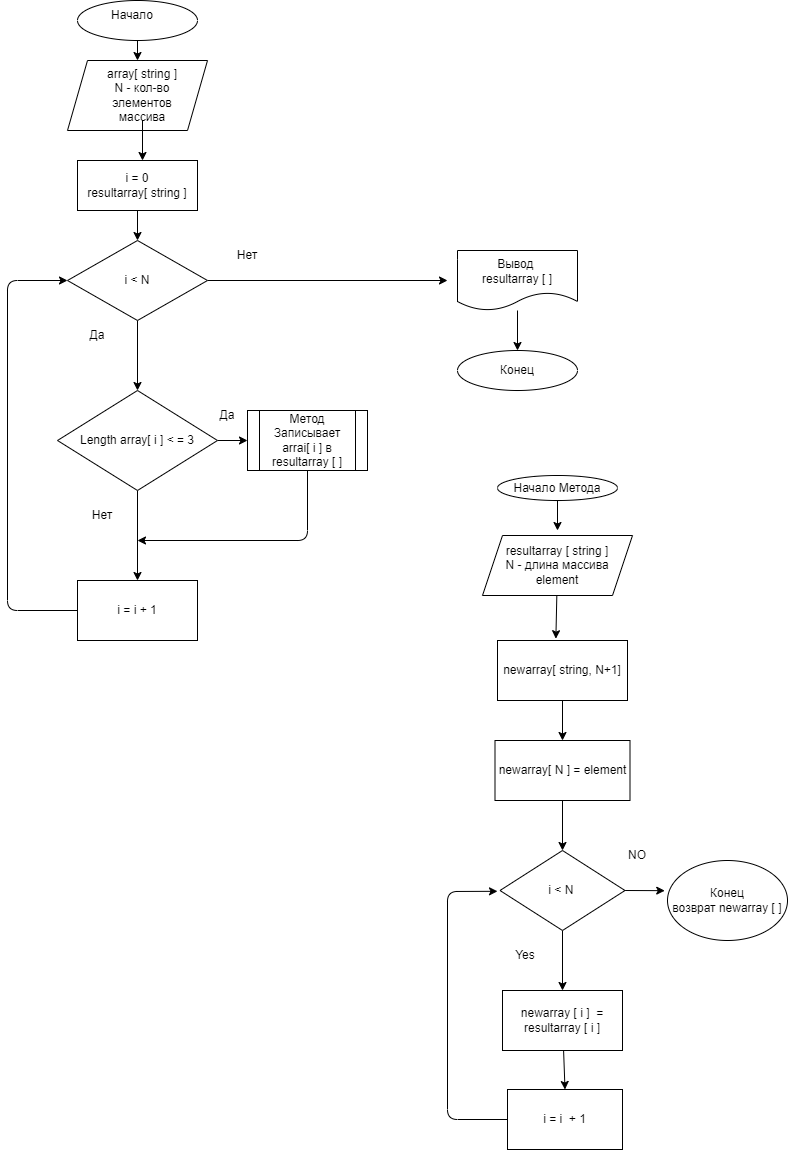 Начало
array[ string ]
N - кол-во
элементов
массива
i = 0
resultarray[ string ]
i < N
Нет
Да
Вывод
resultarray [ ]
Конец
Length array[ i ] < = 3
Да
Метод
Записывает
arrai[ i ] в
resultarray [ ]
Нет
i = i + 1
Начало Метода
resultarray [ string ]
N - длина массива
element
newarray[ string, N+1]
newarray[ N ] = element
i < N
NO
Конец
возврат newarray [ ]
Yes
newarray [ i ] =
resultarray [ i ]
i = i + 1